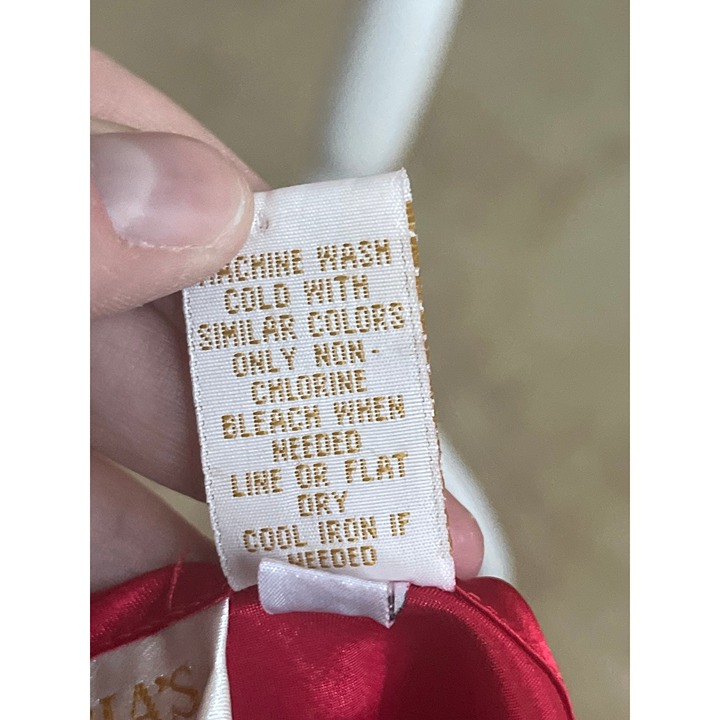 MACHINE WASH
COLD WITH
SIMILAR COLORS
ONLY NON-
CHLORINE
BLEACH WHEN
NEEDED
LINE OR FLAT
DRY
COOL IRON IF
NEEDED
IA'S